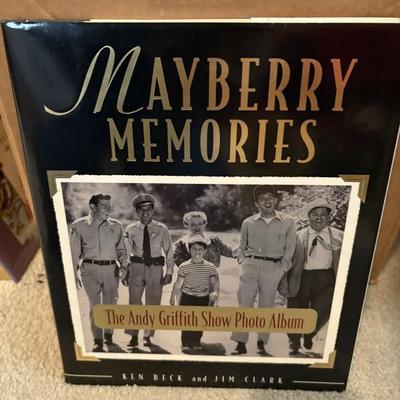 MAYBERRY
MEMORIES
The Andy Griffith Show Photo Album
KEN BECK and JIM CLARK